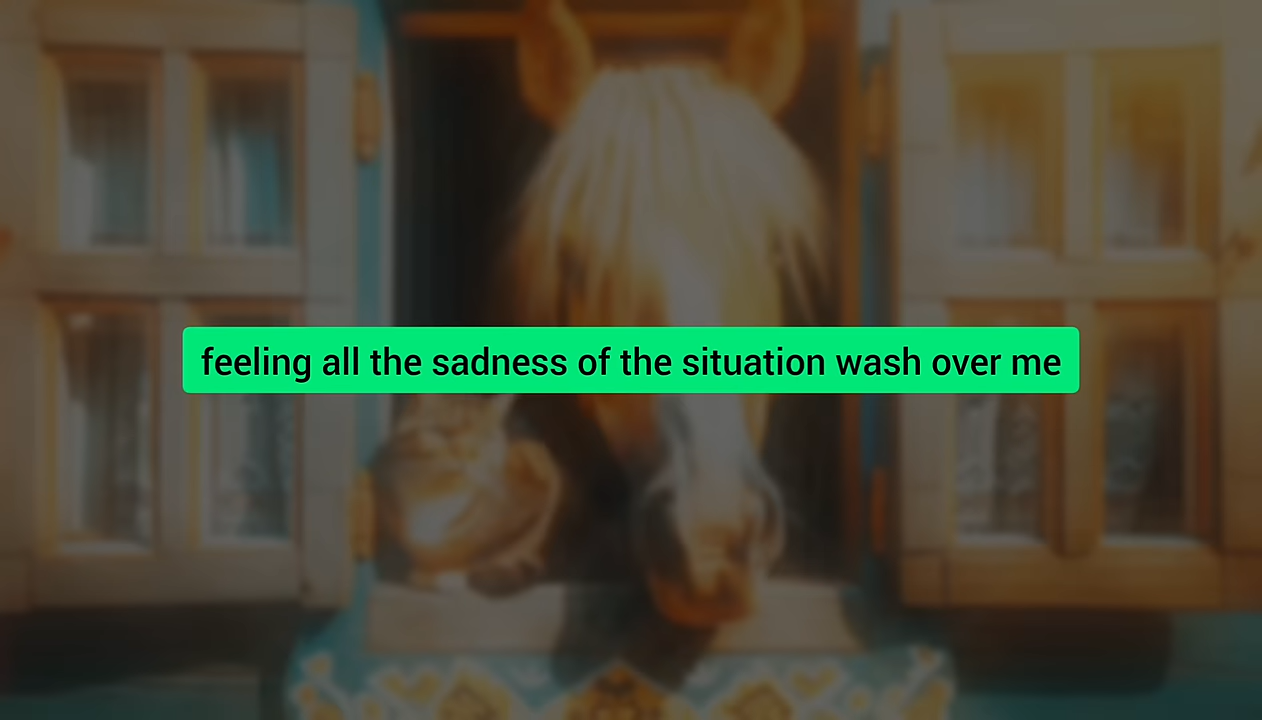 feeling all the sadness of the situation wash over me